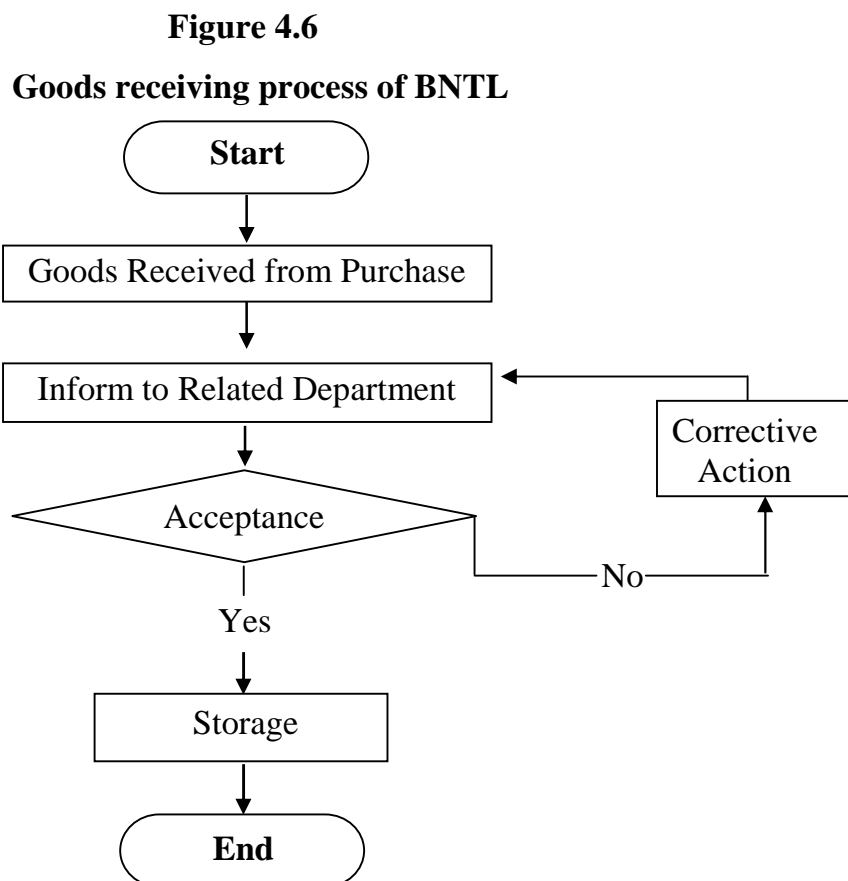 Figure 4.6
Goods receiving process of BNTL
Start
Goods Received from Purchase
Inform to Related Department
Corrective
Action
Acceptance
No
Yes
Storage
End